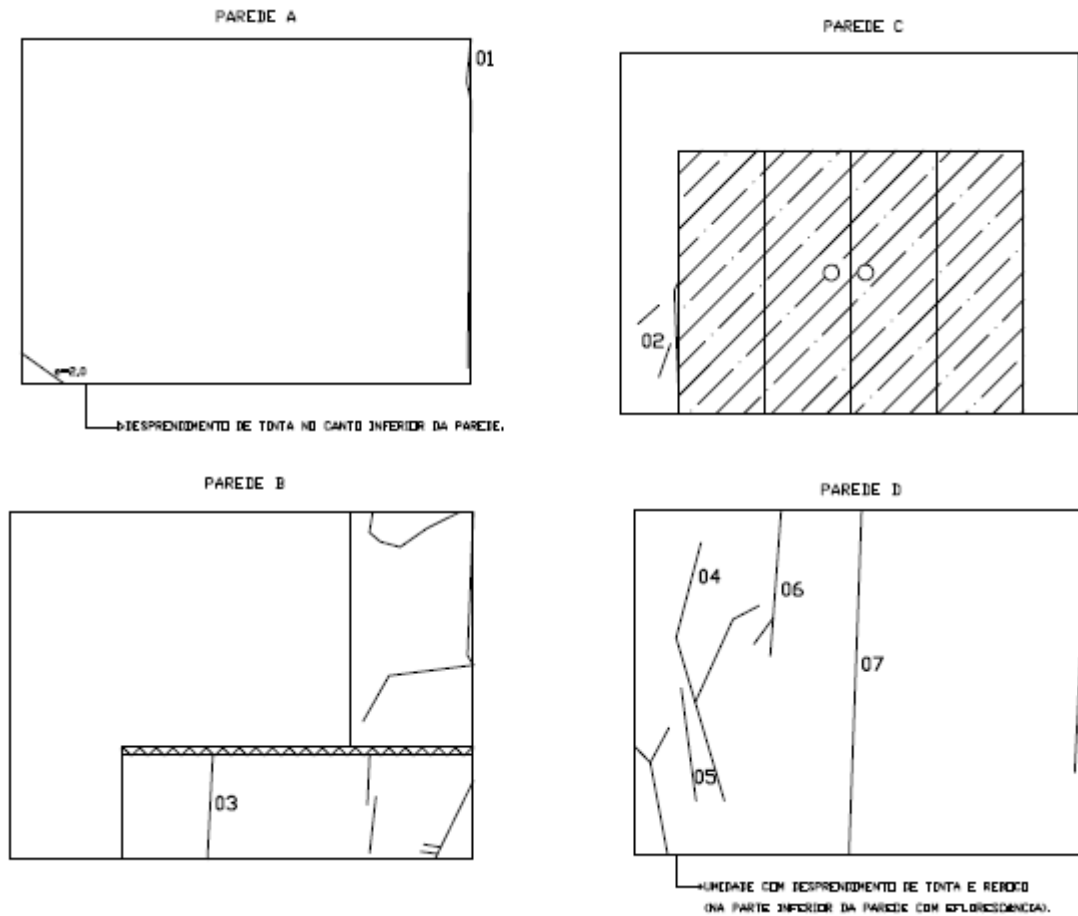 PAREDE A
01
e=2,0
DESPRENDIMENTO DE TINTA NO CANTO INFERIOR DA PAREDE.
PAREDE C
02
PAREDE B
03
PAREDE D
04
06
07
05
UMIDADE COM DESPRENDIMENTO DE TINTA E REBOCO
(NA PARTE INFERIOR DA PAREDE COM EFLORESCÂNCIA).